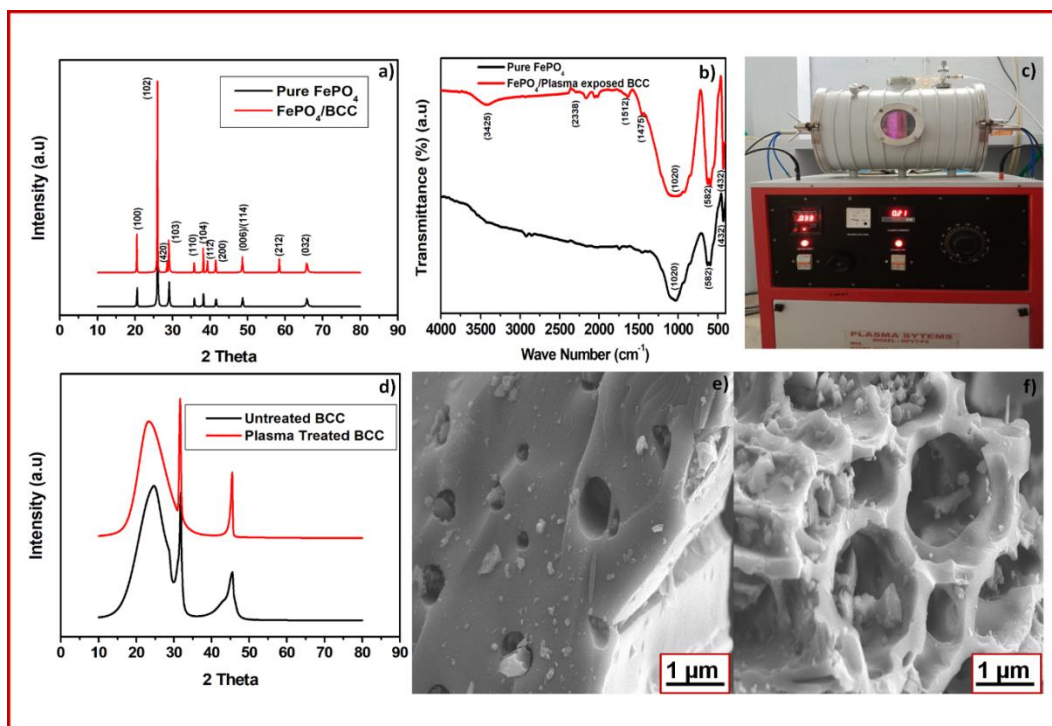 a)
Pure FePO4
FePO4/BCC
(102)
(100)
(420)
(103)
(110)
(104)
(112)
(200)
(006)/(114)
(212)
(032)
Intensity (a.u)
0 10 20 30 40 50 60 70 80 90
2 Theta
b)
Pure FePO4
FePO4/Plasma exposed BCC
(3425)
(2338)
(1512)
(1475)
(1020)
(582)
(432)
(1020)
(582)
(432)
Transmittance (%) (a.u)
4000 3500 3000 2500 2000 1500 1000 500
Wave Number (cm-1)
c)
021
PLASMA SYTEMS
d)
Untreated BCC
Plasma Treated BCC
Intensity (a.u)
0 10 20 30 40 50 60 70 80 90
2 Theta
e)
1 µm
f)
1 µm